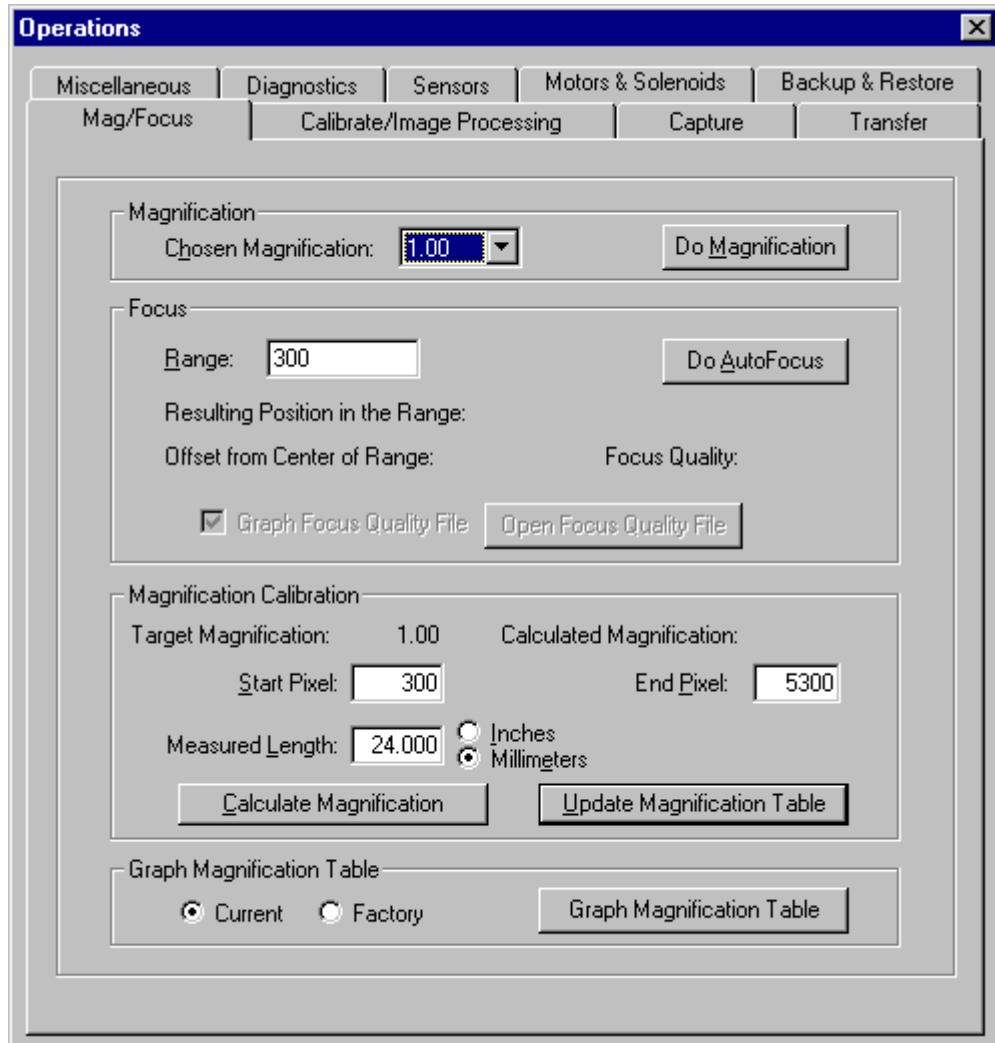 Operations
Miscellaneous Diagnostics Sensors Motors & Solenoids Backup & Restore
Mag/Focus Calibrate/Image Processing Capture Transfer
Magnification
Chosen Magnification: 1.00 Do Magnification
Focus
Range: 300 Do AutoFocus
Resulting Position in the Range:
Offset from Center of Range: Focus Quality:
Graph Focus Quality File Open Focus Quality File
Magnification Calibration
Target Magnification: 1.00 Calculated Magnification:
Start Pixel: 300 End Pixel: 5300
Measured Length: 24.000 Inches
Millimeters
Calculate Magnification Update Magnification Table
Graph Magnification Table
Current Factory Graph Magnification Table